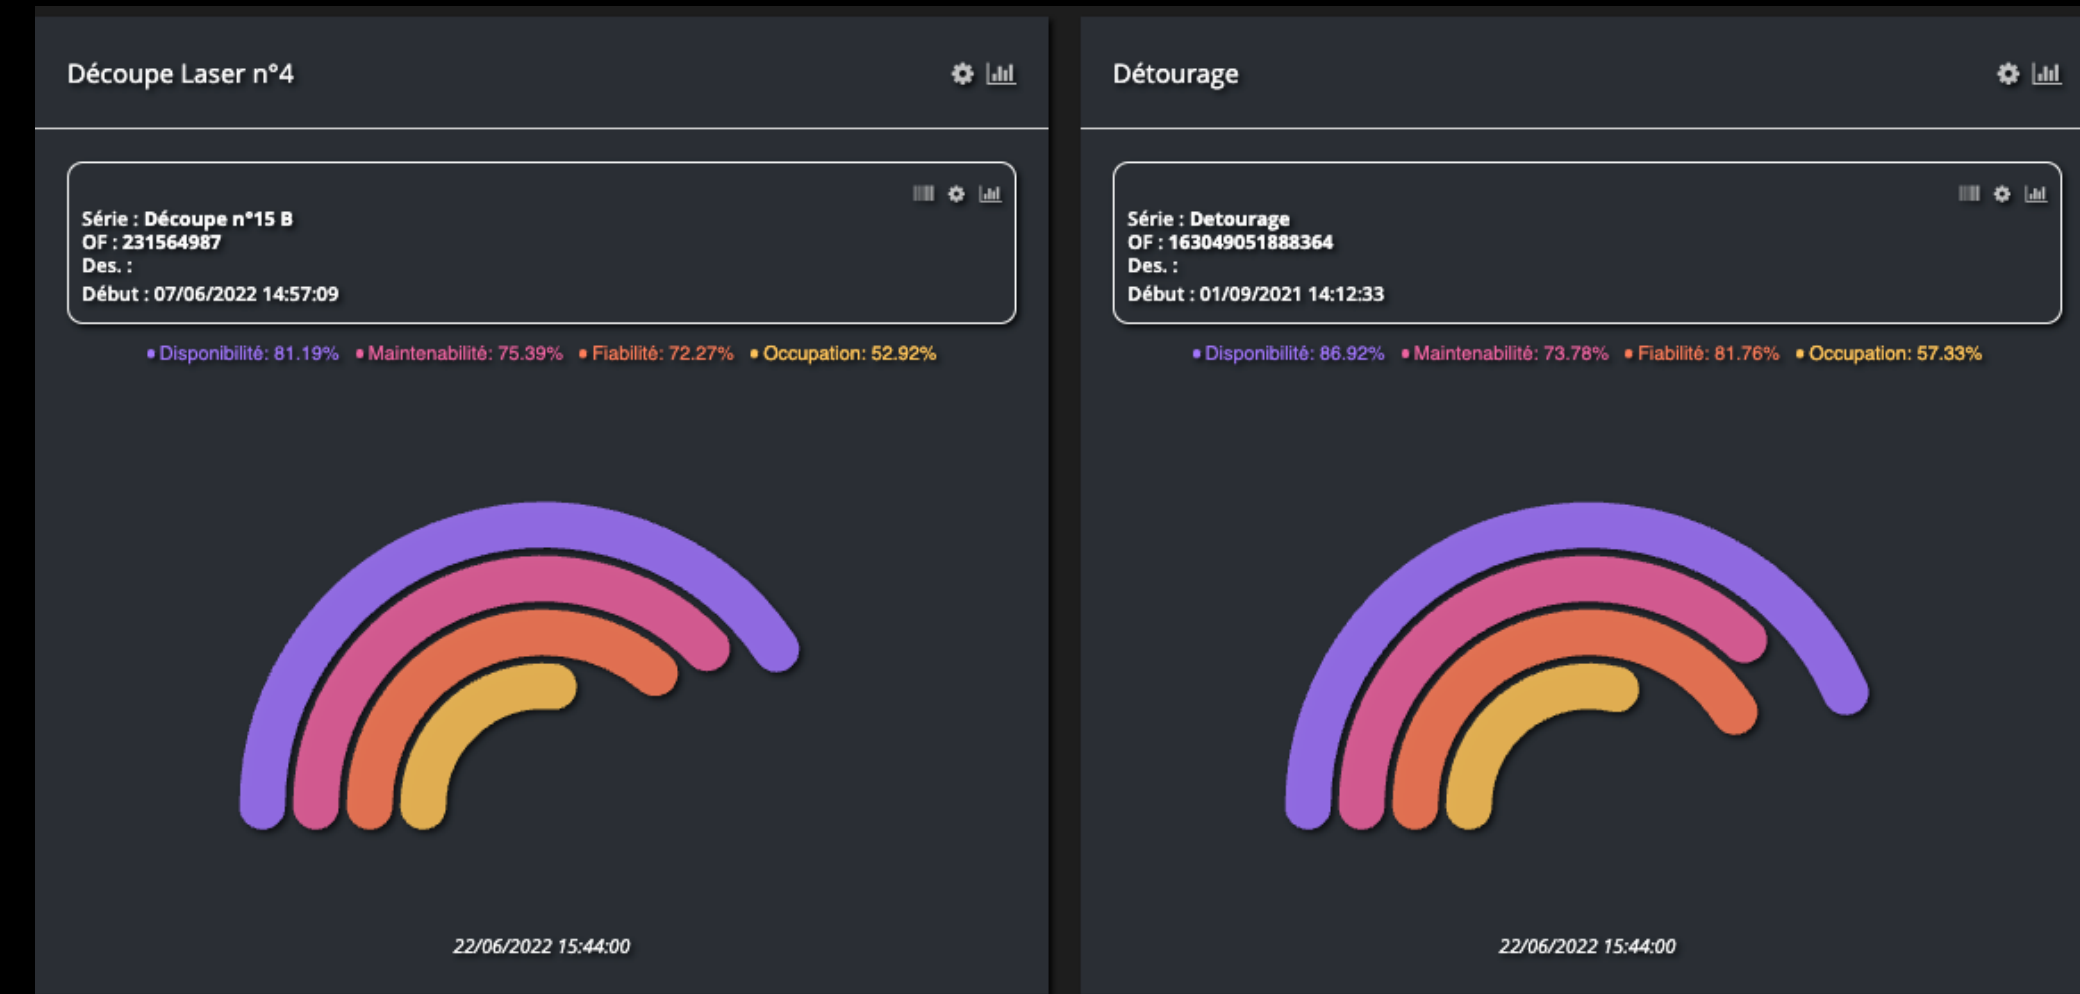 Découpe Laser n°4
Série : Découpe n°15 B
OF : 231564987
Des. :
Début : 07/06/2022 14:57:09
Disponibilité: 81.19% Maintenabilité: 75.39% Fiabilité: 72.27% Occupation: 52.92%
22/06/2022 15:44:00
Détourage
Série : Detourage
OF : 163049051888364
Des. :
Début : 01/09/2021 14:12:33
Disponibilité: 86.92% Maintenabilité: 73.78% Fiabilité: 81.76% Occupation: 57.33%
22/06/2022 15:44:00